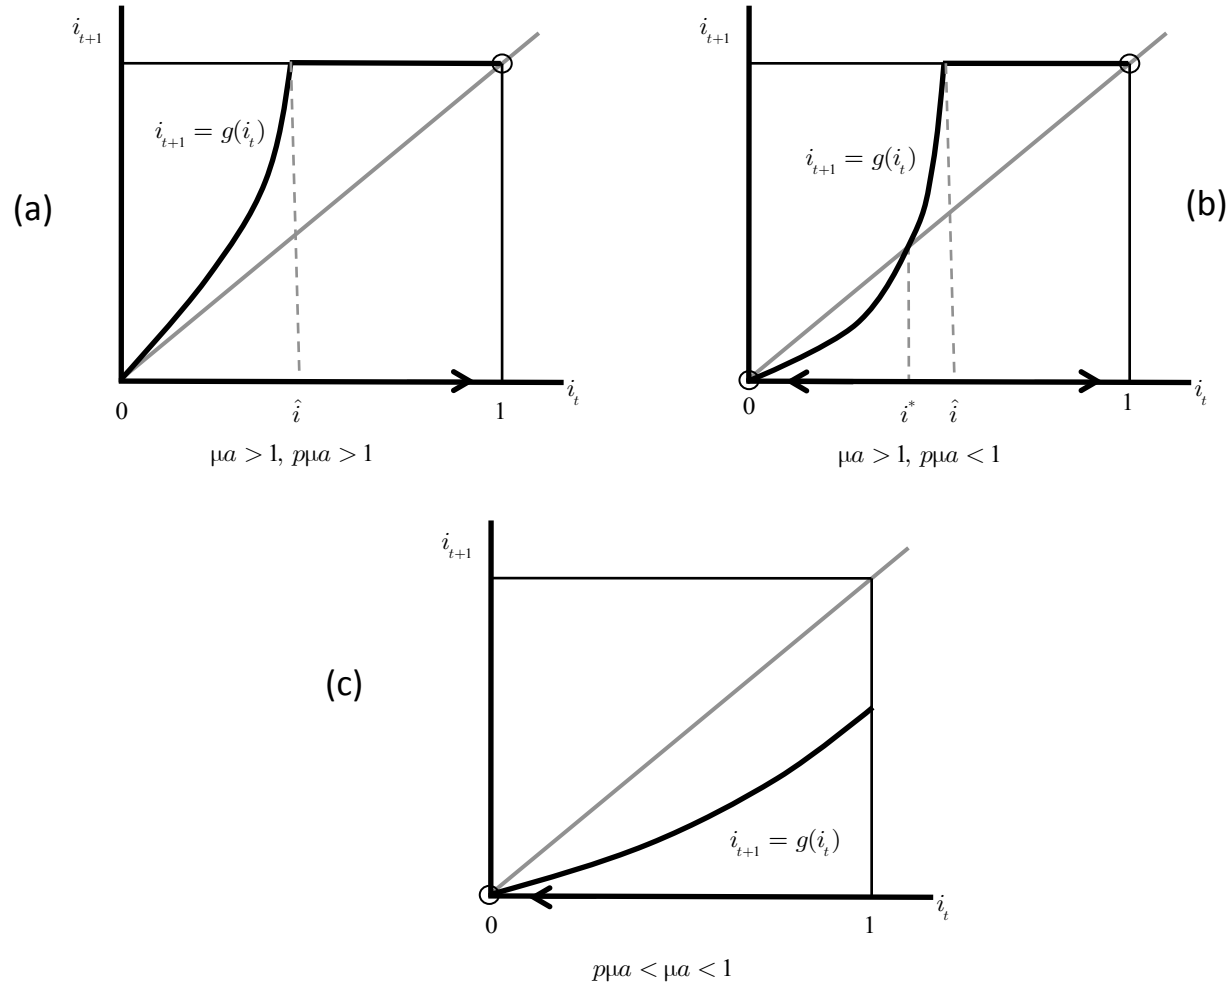 i_{t+1}
i_{t+1} = g(i_t)
(a)
0
î
1
i_t
μa > 1, pμa > 1
i_{t+1}
i_{t+1} = g(i_t)
(b)
0
i^*
î
1
i_t
μa > 1, pμa < 1
i_{t+1}
(c)
i_{t+1} = g(i_t)
0
1
i_t
pμa < μa < 1